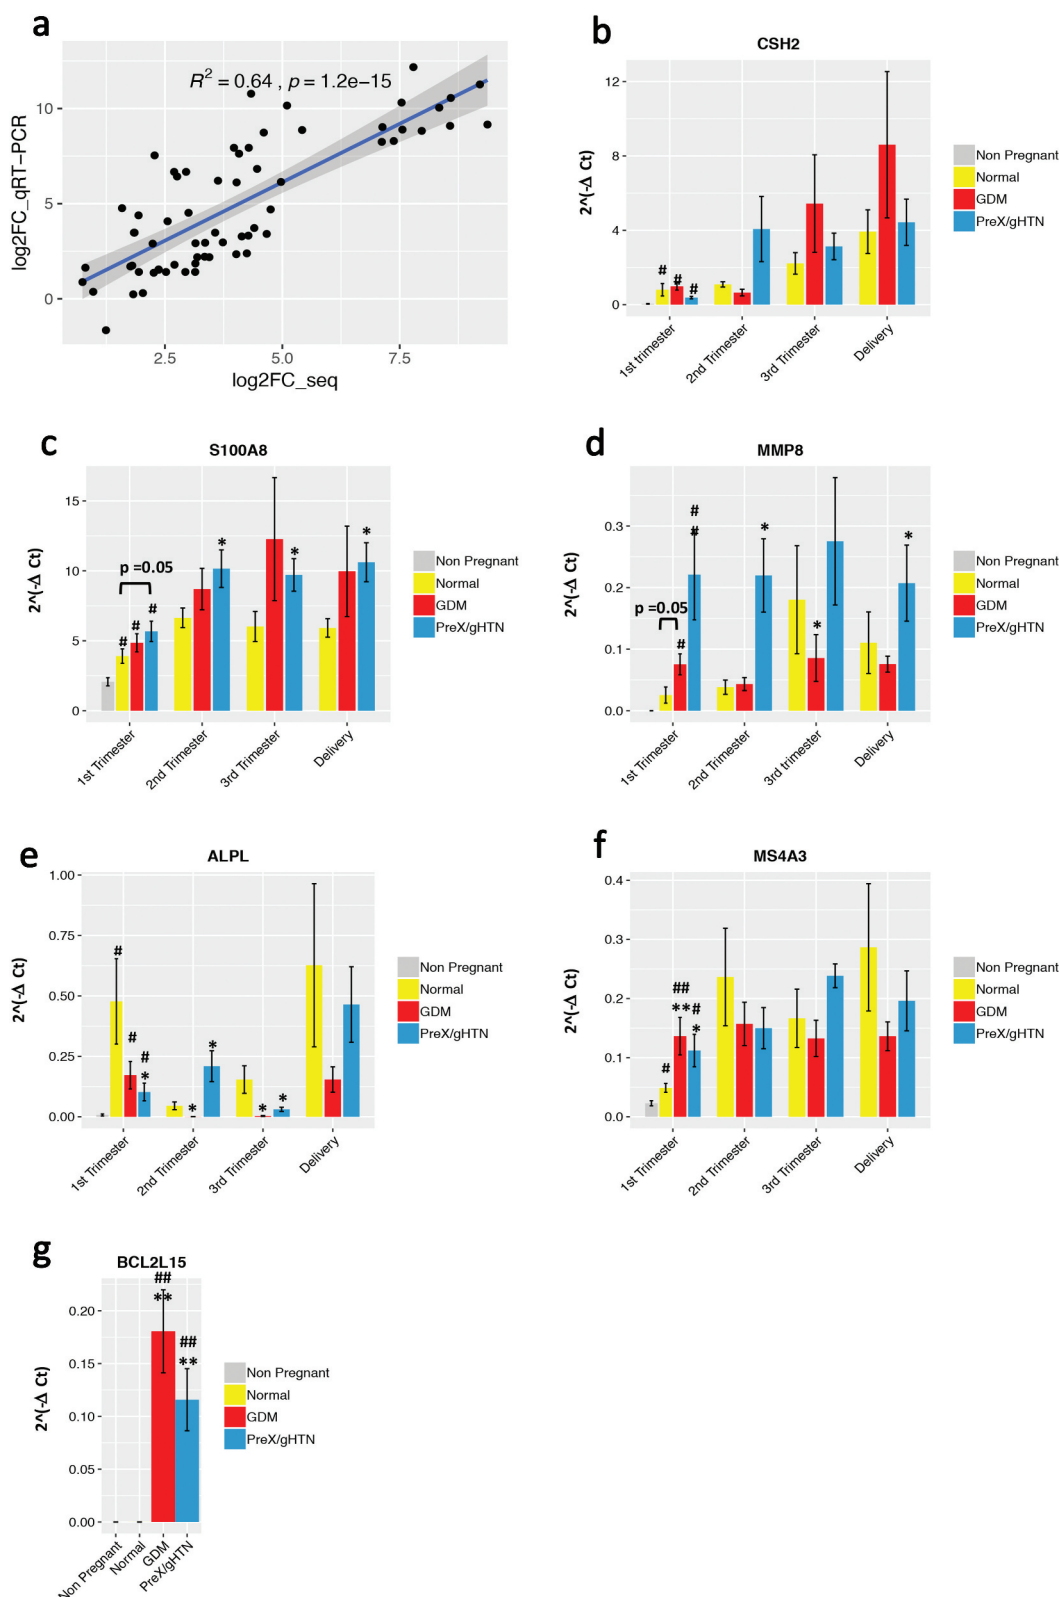 a
R² = 0.64 , p = 1.2e−15
log2FC_qRT−PCR
10
5
0
2.5 5.0 7.5
log2FC_seq
b
CSH2
2^(-Δ Ct)
12
8
4
0
# # #
1st trimester 2nd Trimester 3rd Trimester Delivery
Non Pregnant
Normal
GDM
PreX/gHTN
c
S100A8
2^(-Δ Ct)
15
10
5
0
p =0.05
# # #
* * *
1st Trimester 2nd Trimester 3rd Trimester Delivery
Non Pregnant
Normal
GDM
PreX/gHTN
d
MMP8
2^(-Δ Ct)
0.3
0.2
0.1
0.0
p =0.05
#
#
#
* * *
1st Trimester 2nd Trimester 3rd trimester Delivery
Non Pregnant
Normal
GDM
PreX/gHTN
e
ALPL
2^(-Δ Ct)
1.00
0.75
0.50
0.25
0.00
# # #
* * * * *
1st Trimester 2nd Trimester 3rd Trimester Delivery
Non Pregnant
Normal
GDM
PreX/gHTN
f
MS4A3
2^(-Δ Ct)
0.4
0.3
0.2
0.1
0.0
# ## #
** *
1st Trimester 2nd Trimester 3rd Trimester Delivery
Non Pregnant
Normal
GDM
PreX/gHTN
g
BCL2L15
2^(-Δ Ct)
0.20
0.15
0.10
0.05
0.00
##
**
##
**
Non Pregnant Normal GDM PreX/gHTN
Non Pregnant
Normal
GDM
PreX/gHTN